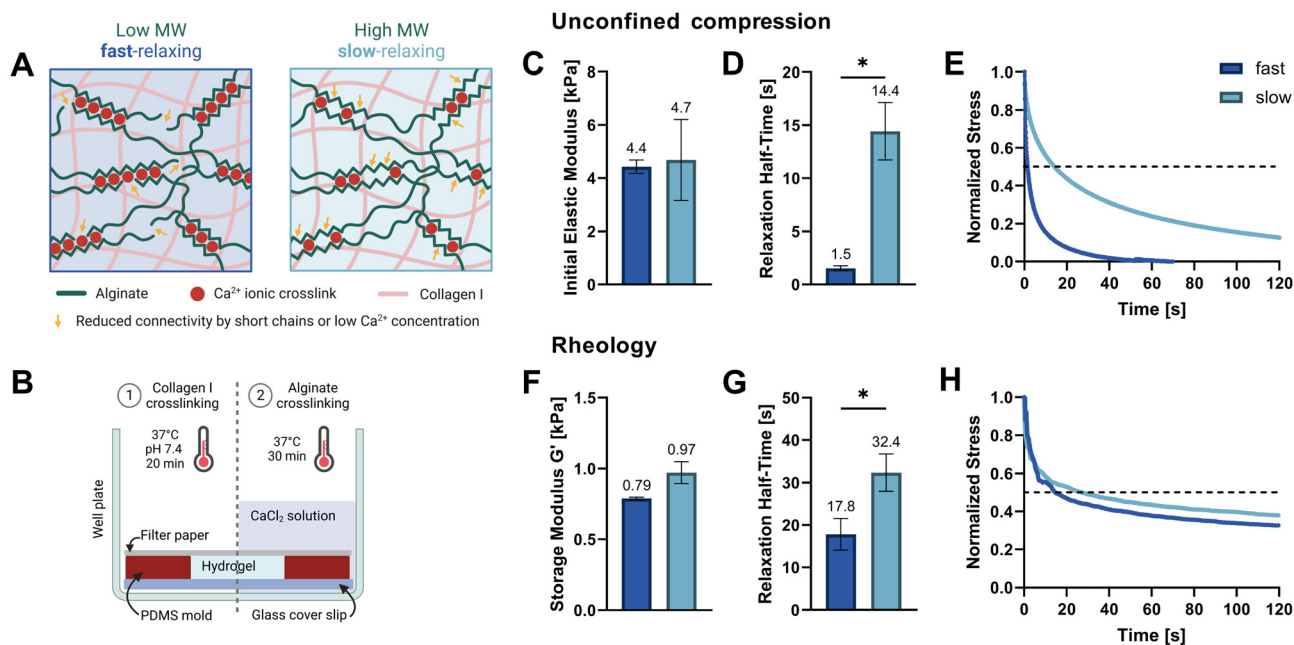 Unconfined compression
A
Low MW
fast-relaxing
High MW
slow-relaxing
Alginate
Ca²⁺ ionic crosslink
Collagen I
Reduced connectivity by short chains or low Ca²⁺ concentration
B
1
Collagen I
crosslinking
37°C
pH 7.4
20 min
2
Alginate
crosslinking
37°C
30 min
Well plate
CaCl₂ solution
Filter paper
Hydrogel
PDMS mold
Glass cover slip
C
Initial Elastic Modulus [kPa]
8
6
4
2
0
4.4
4.7
D
Relaxation Half-Time [s]
20
15
10
5
0
*
1.5
14.4
E
Normalized Stress
1.0
0.8
0.6
0.4
0.2
0.0
0 20 40 60 80 100 120
Time [s]
fast
slow
Rheology
F
Storage Modulus G' [kPa]
1.5
1.0
0.5
0.0
0.79
0.97
G
Relaxation Half-Time [s]
50
40
30
20
10
0
*
17.8
32.4
H
Normalized Stress
1.0
0.8
0.6
0.4
0.2
0.0
0 20 40 60 80 100 120
Time [s]